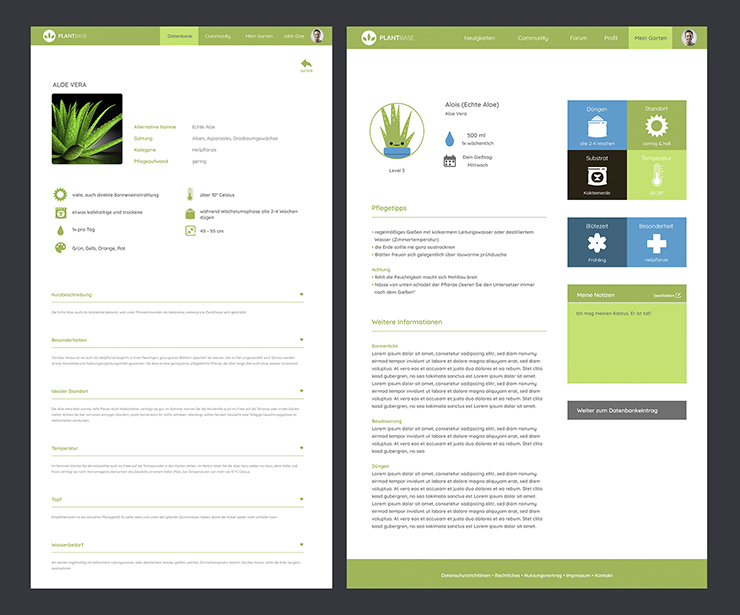 PLANTBASE
Datenbank
Community
Mein Garten
John Doe
zurück
ALOE VERA
Alternative Namne Echte Aloe
Gattung Aloen, Asparaales, Grasbaumgewächse
Kategorie Heilpflanze
Pflegeaufwand gering
viele, auch direkte Sonneneinstrahlung
über 10° Celsius
etwas kalkhaltige und trockene
während Wachstumsphase alle 2-4 Wochen
düngen
1x pro Tag
45 - 55 cm
Grün, Gelb, Orange, Rot
Kurzbeschreibung
Besonderheiten
Idealer Standort
Temperatur
Topf
Wasserbedarf
PLANTBASE
Neuigkeiten
Community
Forum
Profil
Mein Garten
Alois (Echte Aloe)
Aloe Vera
500 ml
1x wöchentlich
Dein Gießtag:
Mittwoch
Level 3
Düngen
alle 2-4 Wochen
Standort
sonnig & hell
Substrat
Kakteenerde
Temperatur
Blütezeit
Frühling
Besonderheit
Heilpflanze
Pflegetipps
• regelmäßiges Gießen mit kalkarmem Leitungswasser oder destilliertem
Wasser (Zimmertemperatur)
• die Erde sollte nie ganz austrocknen
• Blätter freuen sich gelegentlich über lauwarme Sprühdusche
Achtung
• fehlt die Feuchtigkeit macht sich Mehltau breit
• Nässe von unten schadet der Pflanze (leeren Sie den Untersetzer immer
nach dem Gießen"
Meine Notizen
bearbeiten
Ich mag meinen Kaktus. Er ist toll!
Weiter zum Datenbankeintrag
Weitere Informationen
Sonnenlicht
Lorem ipsum dolor sit amet, consetetur sadipscing elitr, sed diam nonumy
eirmod tempor invidunt ut labore et dolore magna aliquyam erat, sed diam
voluptua. At vero eos et accusam et justo duo dolores et ea rebum. Stet clita
kasd gubergren, no sea takimata sanctus est Lorem ipsum dolor sit amet.
Lorem ipsum dolor sit amet, consetetur sadipscing elitr, sed diam nonumy
eirmod tempor invidunt ut labore et dolore magna aliquyam erat, sed diam
voluptua. At vero eos et accusam et justo duo dolores et ea rebum. Stet clita
kasd gubergren, no sea takimata sanctus est Lorem ipsum dolor sit amet.
Bewässerung
Lorem ipsum dolor sit amet, consetetur sadipscing elitr, sed diam nonumy
eirmod tempor invidunt ut labore et dolore magna aliquyam erat, sed diam
voluptua. At vero eos et accusam et justo duo dolores et ea rebum. Stet clita
kasd gubergren, no sea
Düngen
Lorem ipsum dolor sit amet, consetetur sadipscing elitr, sed diam nonumy
eirmod tempor invidunt ut labore et dolore magna aliquyam erat, sed diam
voluptua. At vero eos et accusam et justo duo dolores et ea rebum. Stet clita
kasd gubergren, no sea takimata sanctus est Lorem ipsum dolor sit amet.
Lorem ipsum dolor sit amet, consetetur sadipscing elitr, sed diam nonumy
eirmod tempor invidunt ut labore et dolore magna aliquyam erat, sed diam
voluptua. At vero eos et accusam et justo duo dolores et ea rebum. Stet clita
kasd gubergren, no sea takimata sanctus est Lorem ipsum dolor sit amet.
Datenschutzrichtlinien • Rechtliches • Nutzungsvertrag • Impressum • Kontakt